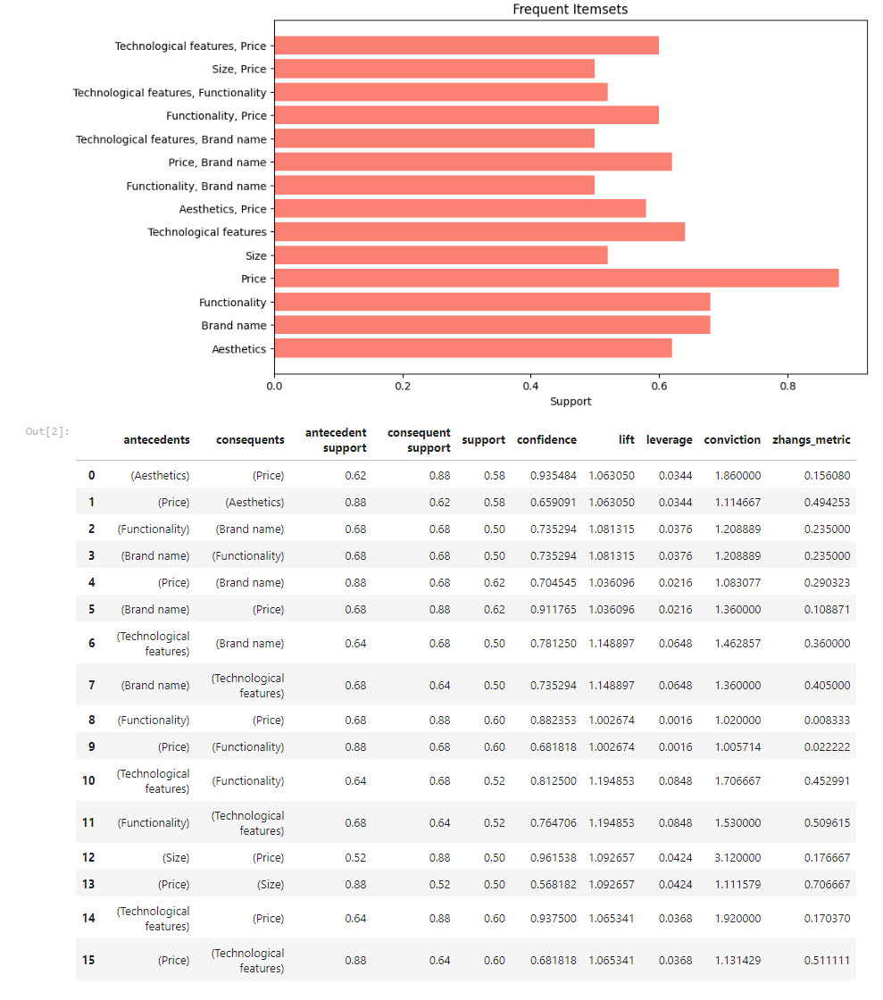 Frequent Itemsets
Technological features, Price
Size, Price
Technological features, Functionality
Functionality, Price
Technological features, Brand name
Price, Brand name
Functionality, Brand name
Aesthetics, Price
Technological features
Size
Price
Functionality
Brand name
Aesthetics
0.0 0.2 0.4 0.6 0.8
Support
Out[2]:
antecedents consequents antecedent support consequent support support confidence lift leverage conviction zhangs_metric
0 (Aesthetics) (Price) 0.62 0.88 0.58 0.935484 1.063050 0.0344 1.860000 0.156080
1 (Price) (Aesthetics) 0.88 0.62 0.58 0.659091 1.063050 0.0344 1.114667 0.494253
2 (Functionality) (Brand name) 0.68 0.68 0.50 0.735294 1.081315 0.0376 1.208889 0.235000
3 (Brand name) (Functionality) 0.68 0.68 0.50 0.735294 1.081315 0.0376 1.208889 0.235000
4 (Price) (Brand name) 0.88 0.68 0.62 0.704545 1.036096 0.0216 1.083077 0.290323
5 (Brand name) (Price) 0.68 0.88 0.62 0.911765 1.036096 0.0216 1.360000 0.108871
6 (Technological features) (Brand name) 0.64 0.68 0.50 0.781250 1.148897 0.0648 1.462857 0.360000
7 (Brand name) (Technological features) 0.68 0.64 0.50 0.735294 1.148897 0.0648 1.360000 0.405000
8 (Functionality) (Price) 0.68 0.88 0.60 0.882353 1.002674 0.0016 1.020000 0.008333
9 (Price) (Functionality) 0.88 0.68 0.60 0.681818 1.002674 0.0016 1.005714 0.022222
10 (Technological features) (Functionality) 0.64 0.68 0.52 0.812500 1.194853 0.0848 1.706667 0.452991
11 (Functionality) (Technological features) 0.68 0.64 0.52 0.764706 1.194853 0.0848 1.530000 0.509615
12 (Size) (Price) 0.52 0.88 0.50 0.961538 1.092657 0.0424 3.120000 0.176667
13 (Price) (Size) 0.88 0.52 0.50 0.568182 1.092657 0.0424 1.111579 0.706667
14 (Technological features) (Price) 0.64 0.88 0.60 0.937500 1.065341 0.0368 1.920000 0.170370
15 (Price) (Technological features) 0.88 0.64 0.60 0.681818 1.065341 0.0368 1.131429 0.511111